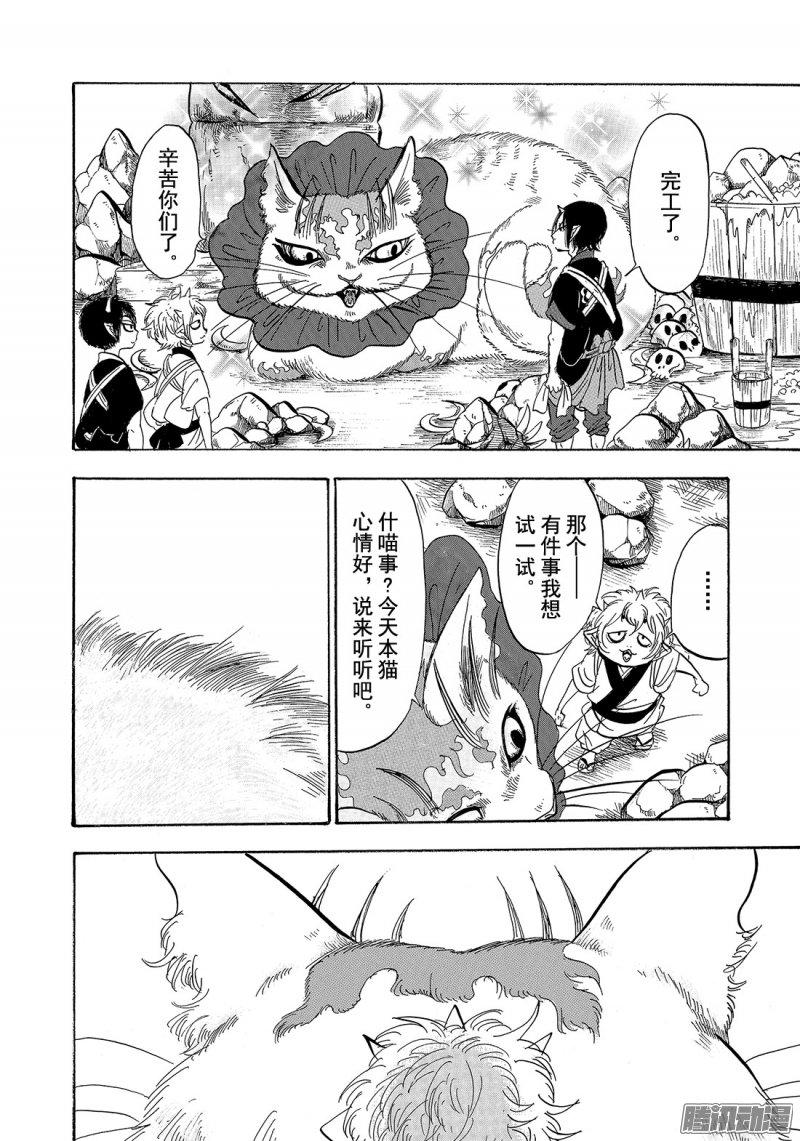 完工了。
辛苦你们了。
……
那个——
有件事我想
试一试。
什喵事？今天本猫
心情好，说来听听吧。
腾讯动漫